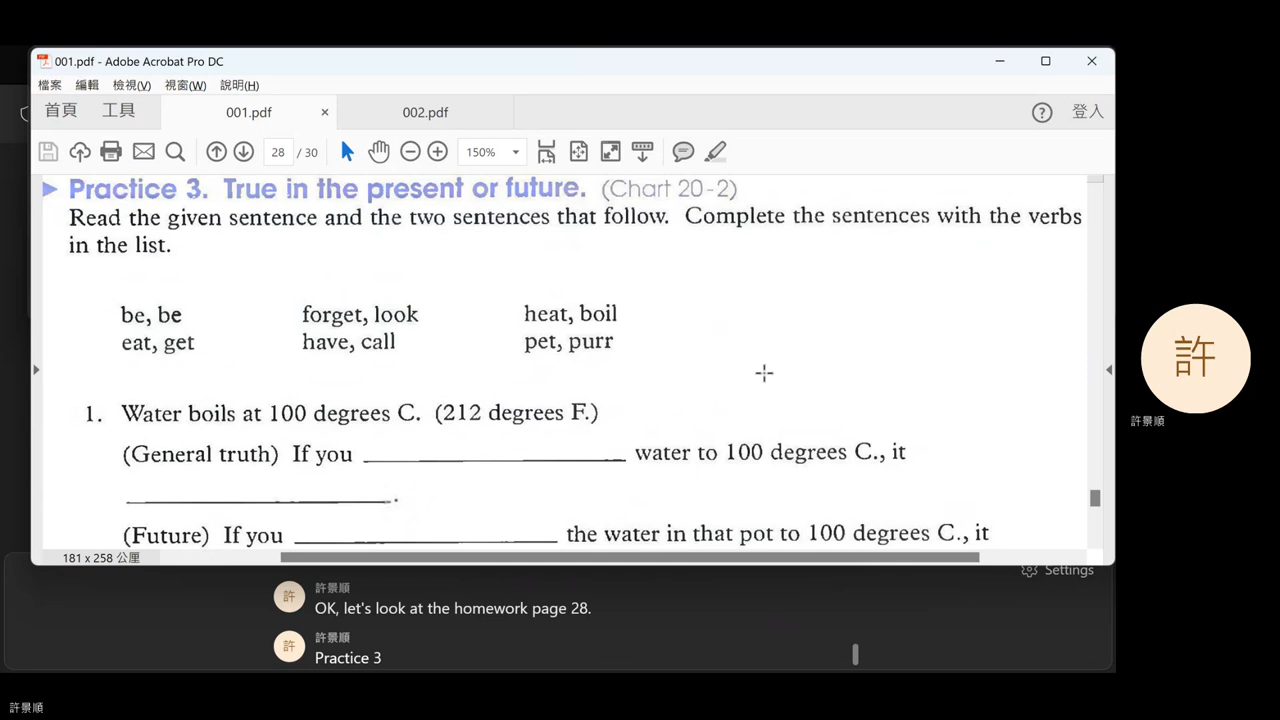 001.pdf - Adobe Acrobat Pro DC
檔案 編輯 檢視(V) 視窗(W) 說明(H)
首頁 工具 001.pdf × 002.pdf ? 登入
28 / 30 150%
Practice 3. True in the present or future. (Chart 20-2)
Read the given sentence and the two sentences that follow. Complete the sentences with the verbs
in the list.
be, be forget, look heat, boil
eat, get have, call pet, purr
1. Water boils at 100 degrees C. (212 degrees F.)
(General truth) If you ____________ water to 100 degrees C., it
____________.
(Future) If you ____________ the water in that pot to 100 degrees C., it
181 x 258 公厘
Settings
許
許景順
許 許景順
OK, let's look at the homework page 28.
許 許景順
Practice 3
許景順